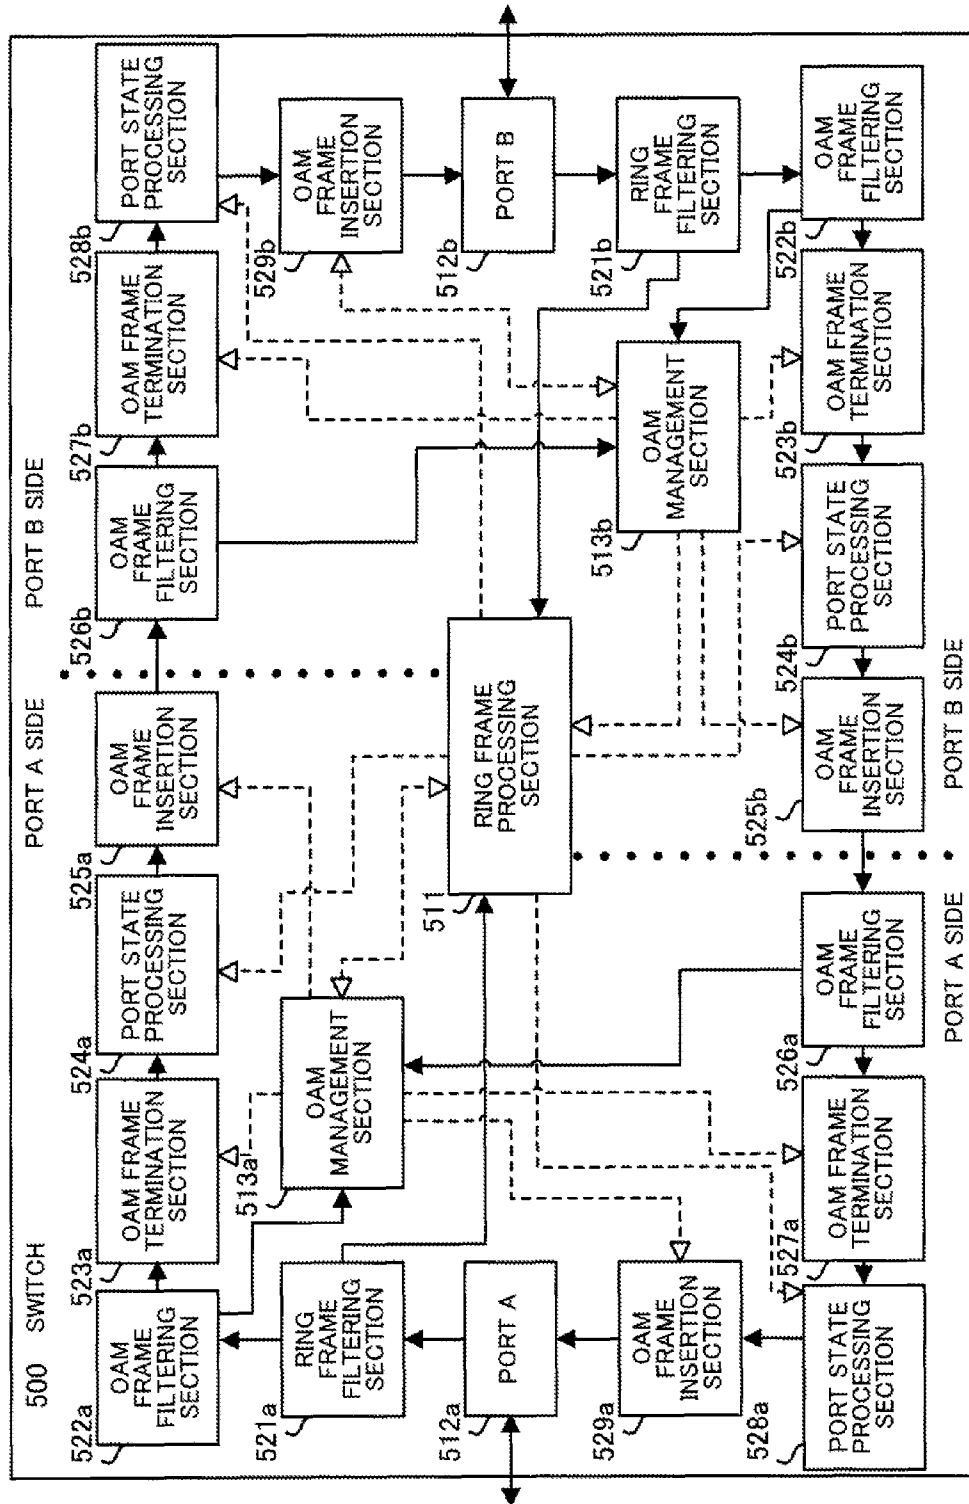 500 SWITCH
PORT A SIDE
PORT B SIDE
522a
OAM
FRAME
FILTERING
SECTION
523a
OAM FRAME
TERMINATION
SECTION
524a
PORT STATE
PROCESSING
SECTION
525a
OAM
FRAME
INSERTION
SECTION
526b
OAM
FRAME
FILTERING
SECTION
527b
OAM FRAME
TERMINATION
SECTION
528b
PORT STATE
PROCESSING
SECTION
521a
RING
FRAME
FILTERING
SECTION
513a
OAM
MANAGEMENT
SECTION
529b
OAM
FRAME
INSERTION
SECTION
512a
PORT A
511
RING FRAME
PROCESSING
SECTION
512b
PORT B
529a
OAM
FRAME
INSERTION
SECTION
513b
OAM
MANAGEMENT
SECTION
521b
RING
FRAME
FILTERING
SECTION
528a
PORT STATE
PROCESSING
SECTION
527a
OAM FRAME
TERMINATION
SECTION
526a
OAM
FRAME
FILTERING
SECTION
525b
OAM
FRAME
INSERTION
SECTION
524b
PORT STATE
PROCESSING
SECTION
523b
OAM FRAME
TERMINATION
SECTION
522b
OAM
FRAME
FILTERING
SECTION
PORT A SIDE
PORT B SIDE